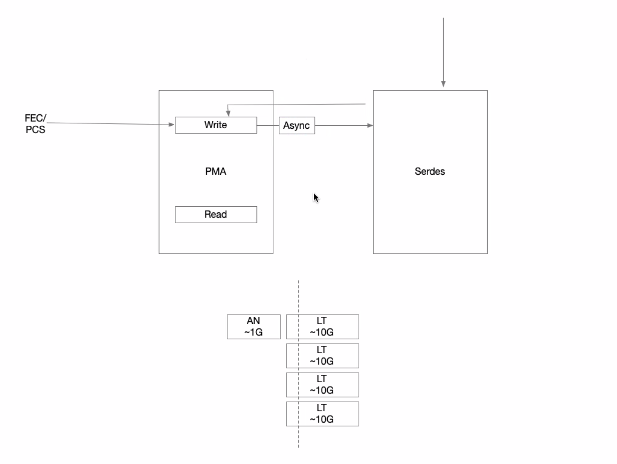 FEC/
PCS
Write
Async
PMA
Serdes
Read
AN
~1G
LT
~10G
LT
~10G
LT
~10G
LT
~10G